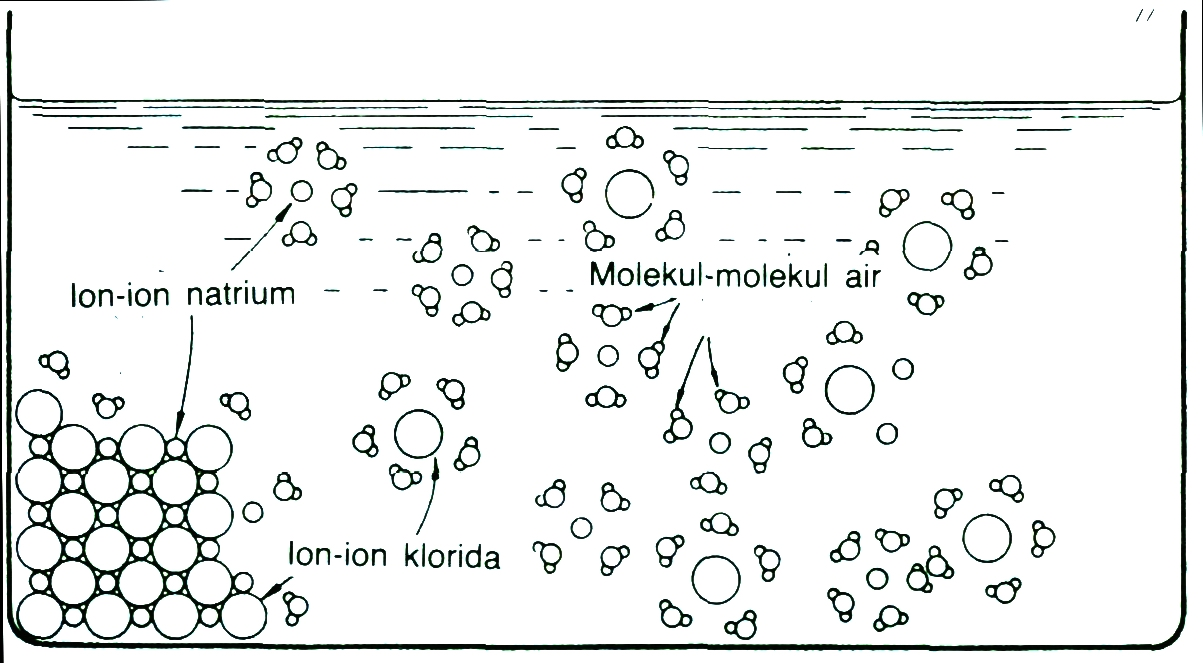 Molekul-molekul air
Ion-ion natrium
Ion-ion klorida